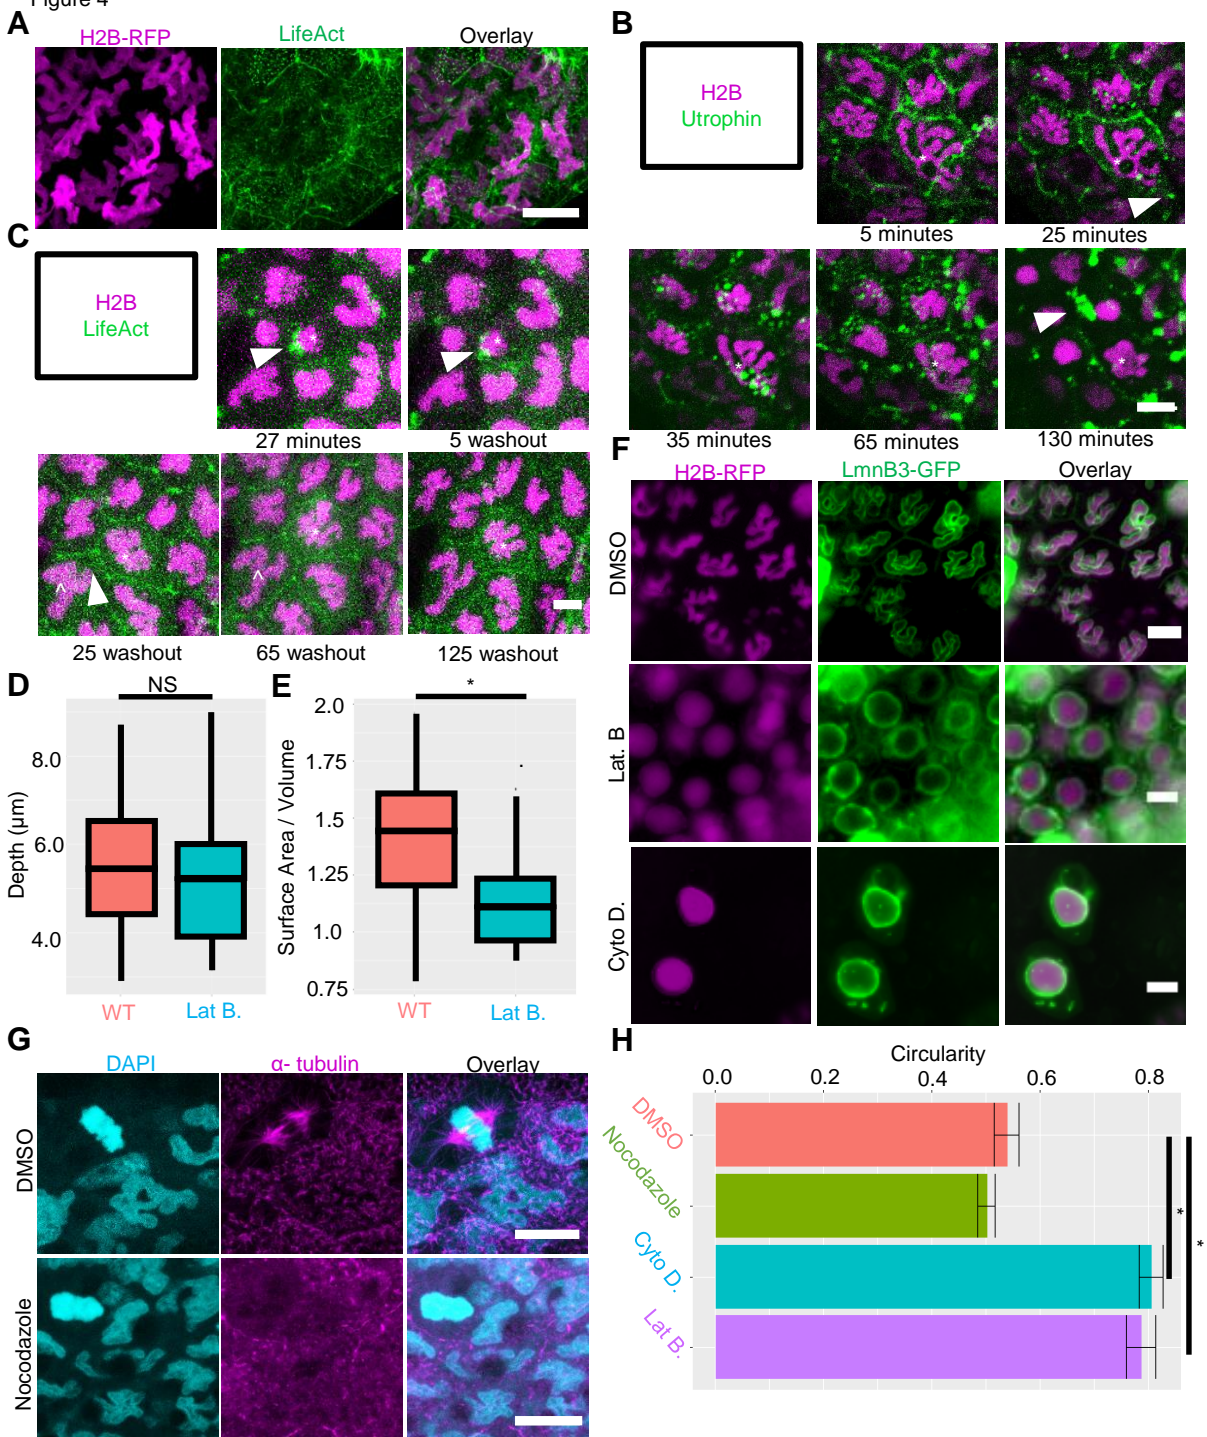 Figure 4
A
H2B-RFP
LifeAct
Overlay
B
H2B
Utrophin
*
*
5 minutes
25 minutes
*
*
*
35 minutes
65 minutes
130 minutes
C
H2B
LifeAct
*
*
27 minutes
5 washout
^
^
25 washout
65 washout
125 washout
D
NS
Depth (µm)
8.0
6.0
4.0
WT
Lat B.
E
*
Surface Area / Volume
2.0
1.75
1.5
1.25
1.0
0.75
WT
Lat B.
F
H2B-RFP
LmnB3-GFP
Overlay
DMSO
Lat. B
Cyto D.
G
DAPI
α- tubulin
Overlay
DMSO
Nocodazole
H
Circularity
0.0
0.2
0.4
0.6
0.8
DMSO
Nocodazole
Cyto D.
Lat B.
*
*